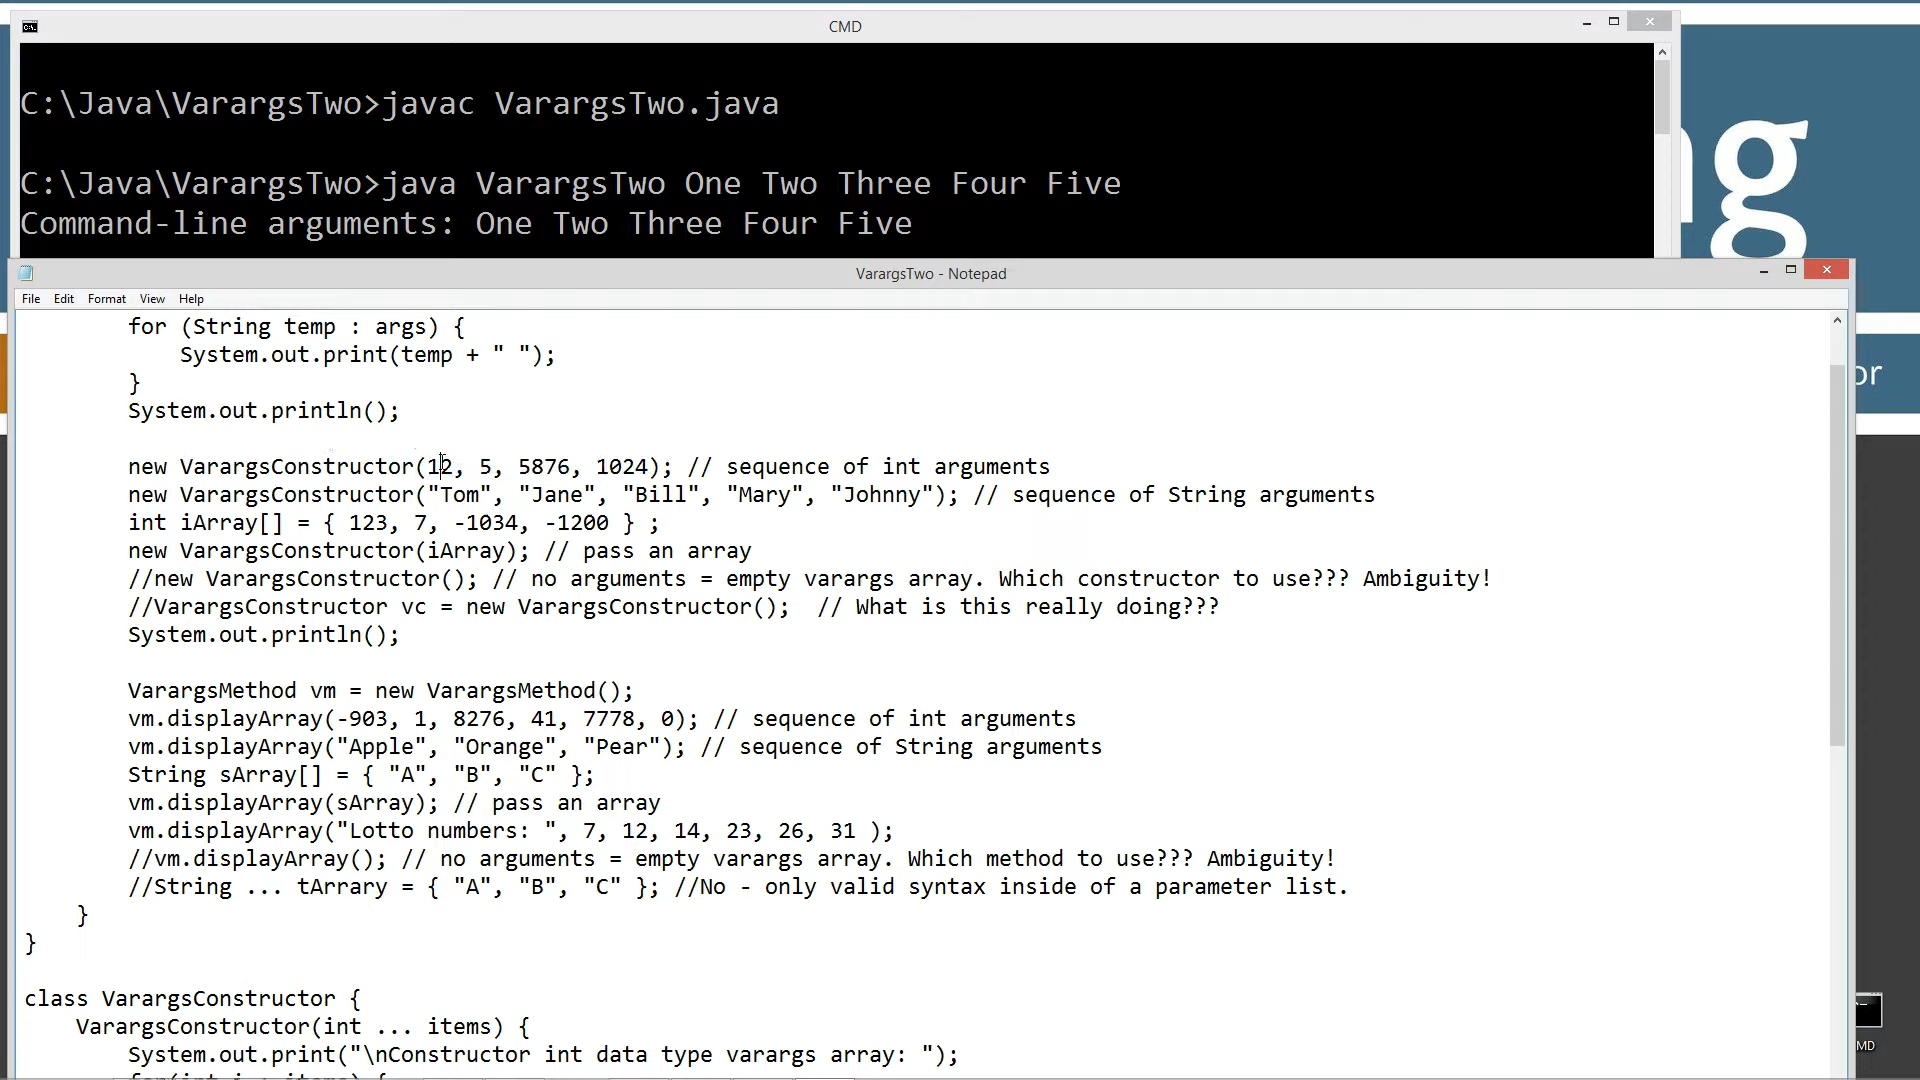 CMD
C:\Java\VarargsTwo>javac VarargsTwo.java
C:\Java\VarargsTwo>java VarargsTwo One Two Three Four Five
Command-line arguments: One Two Three Four Five
g
VarargsTwo - Notepad
File Edit Format View Help
for (String temp : args) {
System.out.print(temp + " ");
}
System.out.println();
or
new VarargsConstructor(12, 5, 5876, 1024); // sequence of int arguments
new VarargsConstructor("Tom", "Jane", "Bill", "Mary", "Johnny"); // sequence of String arguments
int iArray[] = { 123, 7, -1034, -1200 } ;
new VarargsConstructor(iArray); // pass an array
//new VarargsConstructor(); // no arguments = empty varargs array. Which constructor to use??? Ambiguity!
//VarargsConstructor vc = new VarargsConstructor();  // What is this really doing???
System.out.println();
VarargsMethod vm = new VarargsMethod();
vm.displayArray(-903, 1, 8276, 41, 7778, 0); // sequence of int arguments
vm.displayArray("Apple", "Orange", "Pear"); // sequence of String arguments
String sArray[] = { "A", "B", "C" };
vm.displayArray(sArray); // pass an array
vm.displayArray("Lotto numbers: ", 7, 12, 14, 23, 26, 31 );
//vm.displayArray(); // no arguments = empty varargs array. Which method to use??? Ambiguity!
//String ... tArrary = { "A", "B", "C" }; //No - only valid syntax inside of a parameter list.
}
}
class VarargsConstructor {
VarargsConstructor(int ... items) {
System.out.print("\nConstructor int data type varargs array: ");
MD